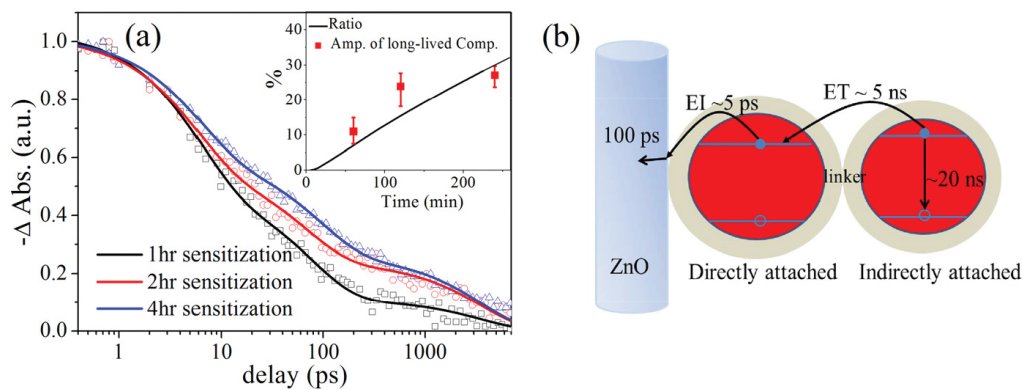 (a)
-Δ Abs. (a.u.)
1.0
0.8
0.6
0.4
0.2
0.0
1hr sensitization
2hr sensitization
4hr sensitization
1
10
100
1000
delay (ps)
Ratio
Amp. of long-lived Comp.
%
40
30
20
10
0
0
100
200
Time (min)
(b)
EI ~5 ps
ET ~ 5 ns
100 ps
linker
~20 ns
ZnO
Directly attached
Indirectly attached